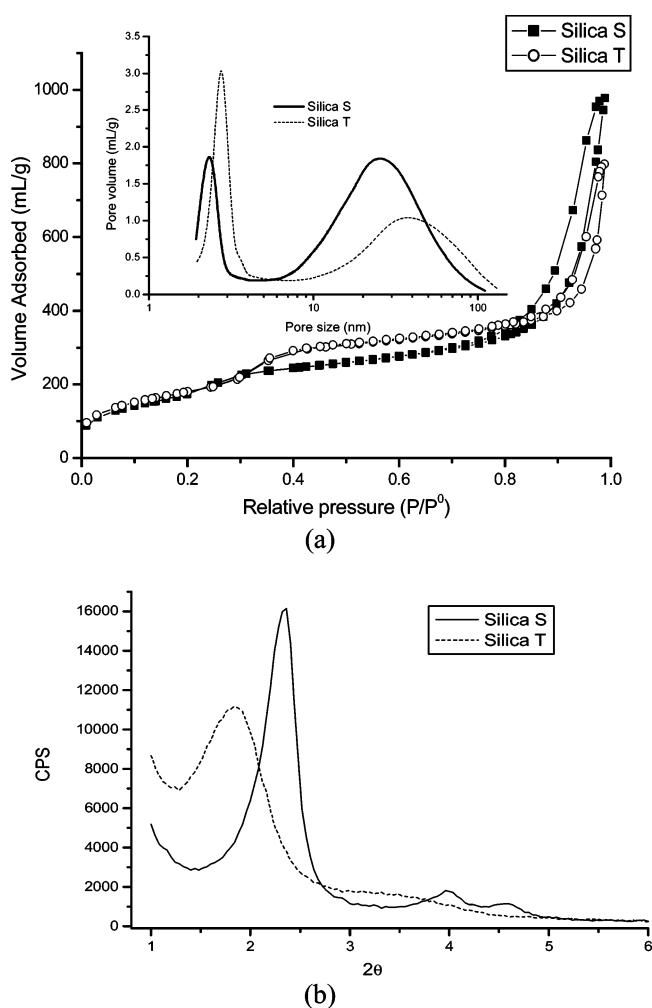 Silica S
Silica T
3.5
3.0
2.5
2.0
1.5
1.0
0.5
0.0
Pore volume (mL/g)
Silica S
Silica T
1
10
100
Pore size (nm)
1000
800
600
400
200
0
Volume Adsorbed (mL/g)
0.0
0.2
0.4
0.6
0.8
1.0
Relative pressure (P/P⁰)
(a)
Silica S
Silica T
16000
14000
12000
10000
8000
6000
4000
2000
0
CPS
1
2
3
4
5
6
2θ
(b)